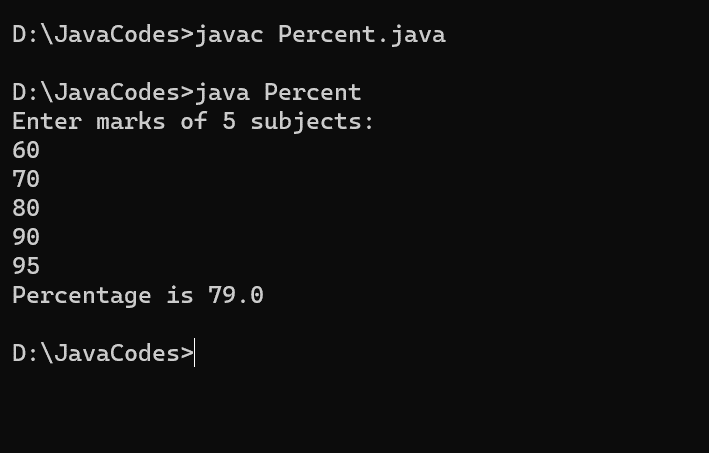 D:\JavaCodes>javac Percent.java
D:\JavaCodes>java Percent
Enter marks of 5 subjects:
60
70
80
90
95
Percentage is 79.0
D:\JavaCodes>